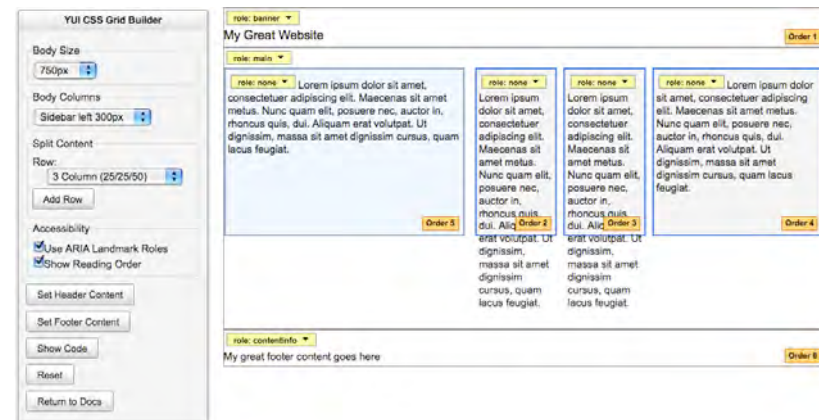 YUI CSS Grid Builder
Body Size
750px
Body Columns
Sidebar left 300px
Split Content
Row:
3 Column (25/25/50)
Add Row
Accessibility
Use ARIA Landmark Roles
Show Reading Order
Set Header Content
Set Footer Content
Show Code
Reset
Return to Docs
role: banner
My Great Website
Order 1
role: main
role: none Lorem ipsum dolor sit amet,
consectetuer adipiscing elit. Maecenas sit amet
metus. Nunc quam elit, posuere nec, auctor in,
rhoncus quis, dui. Aliquam erat volutpat. Ut
dignissim, massa sit amet dignissim cursus, quam
lacus feugiat.
Order 5
role: none
Lorem ipsum
dolor sit amet,
consectetuer
adipiscing elit.
Maecenas sit
amet metus.
Nunc quam elit,
posuere nec,
auctor in,
rhoncus quis,
dui. Aliq
Order 2
erat volutpat. Ut
dignissim,
massa sit amet
dignissim
cursus, quam
lacus feugiat.
role: none
Lorem ipsum
dolor sit amet,
consectetuer
adipiscing elit.
Maecenas sit
amet metus.
Nunc quam elit,
posuere nec,
auctor in,
rhoncus quis,
dui. Aliq
Order 3
erat volutpat. Ut
dignissim,
massa sit amet
dignissim
cursus, quam
lacus feugiat.
role: none Lorem ipsum dolor
sit amet, consectetuer adipiscing
elit. Maecenas sit amet metus.
Nunc quam elit, posuere nec,
auctor in, rhoncus quis, dui.
Aliquam erat volutpat. Ut
dignissim, massa sit amet
dignissim cursus, quam lacus
feugiat.
Order 4
role: contentinfo
My great footer content goes here
Order 6